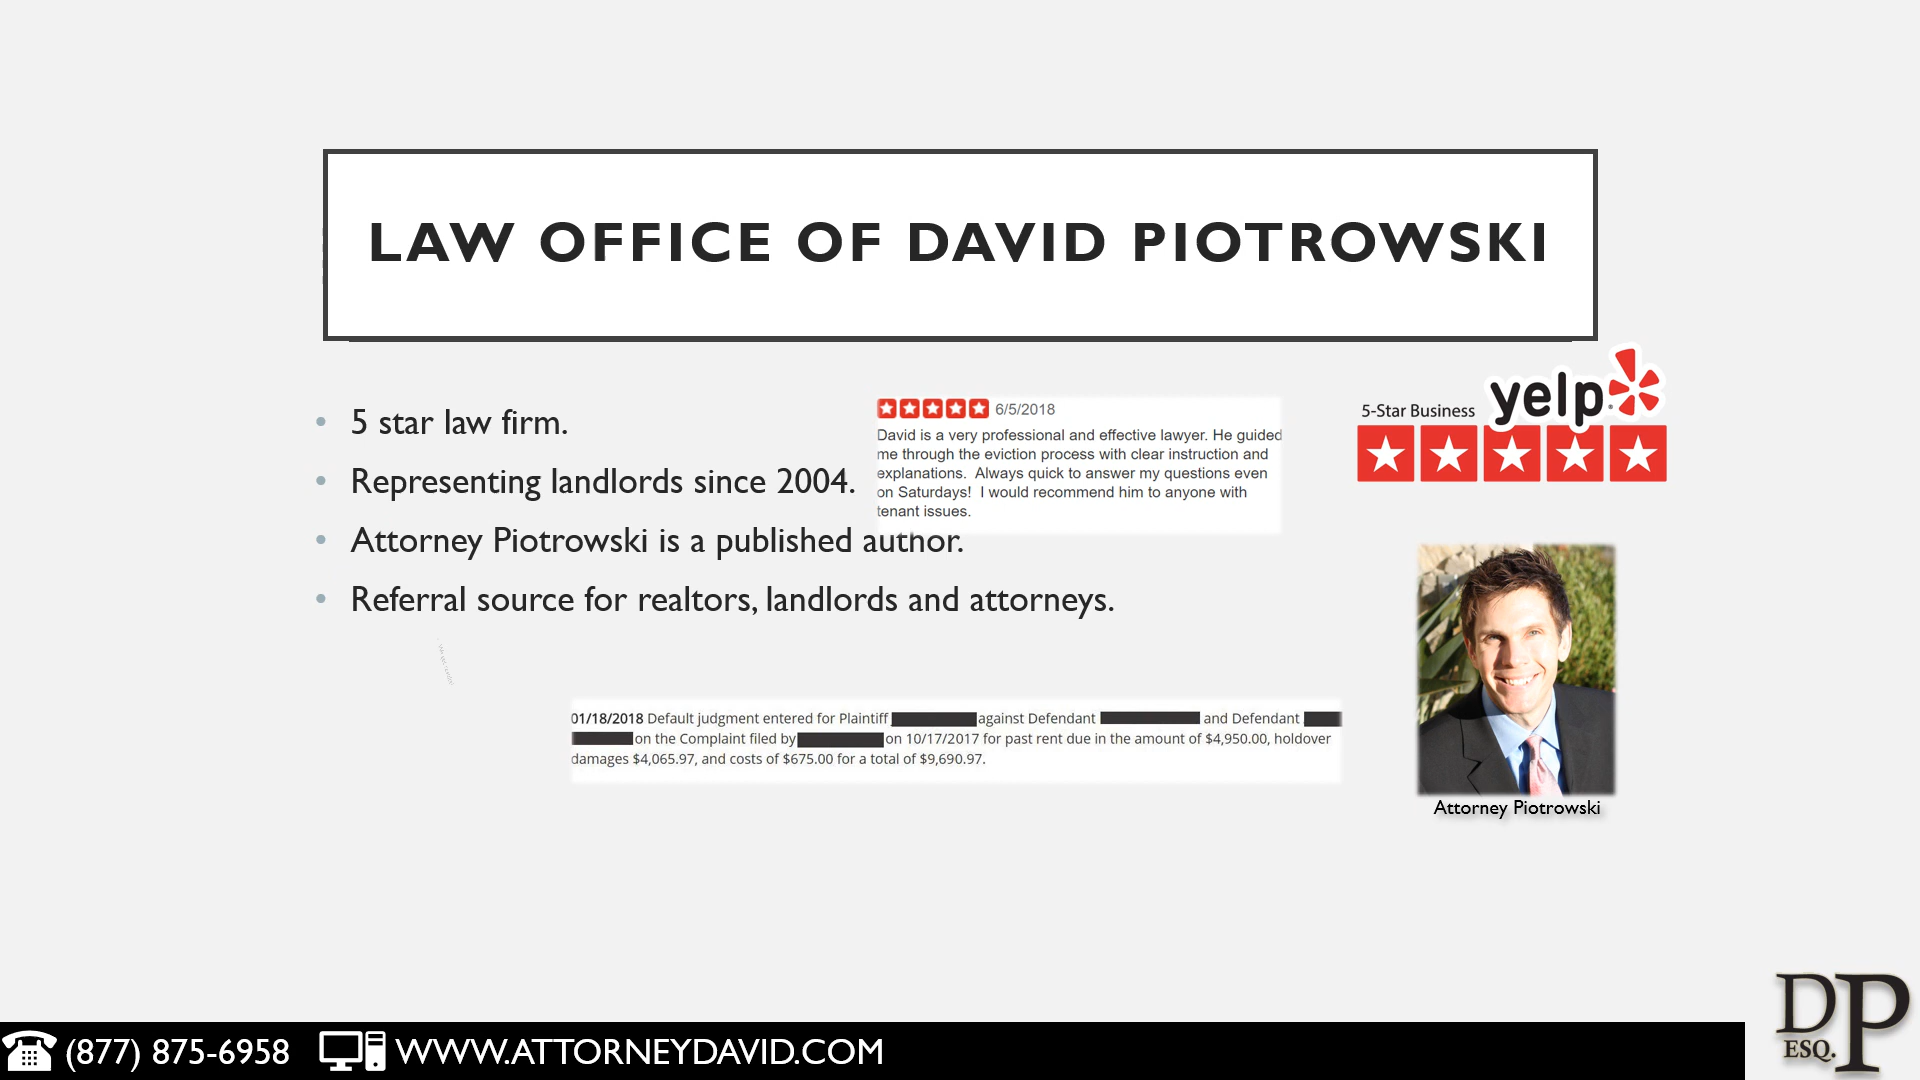 LAW OFFICE OF DAVID PIOTROWSKI
• 5 star law firm.
• Representing landlords since 2004.
• Attorney Piotrowski is a published author.
• Referral source for realtors, landlords and attorneys.
6/5/2018
David is a very professional and effective lawyer. He guided
me through the eviction process with clear instruction and
explanations.  Always quick to answer my questions even
on Saturdays!  I would recommend him to anyone with
tenant issues.
yelp
5-Star Business
Attorney Piotrowski
01/18/2018 Default judgment entered for Plaintiff against Defendant and Defendant
on the Complaint filed by on 10/17/2017 for past rent due in the amount of $4,950.00, holdover
damages $4,065.97, and costs of $675.00 for a total of $9,690.97.
(877) 875-6958 WWW.ATTORNEYDAVID.COM
DP
ESQ.